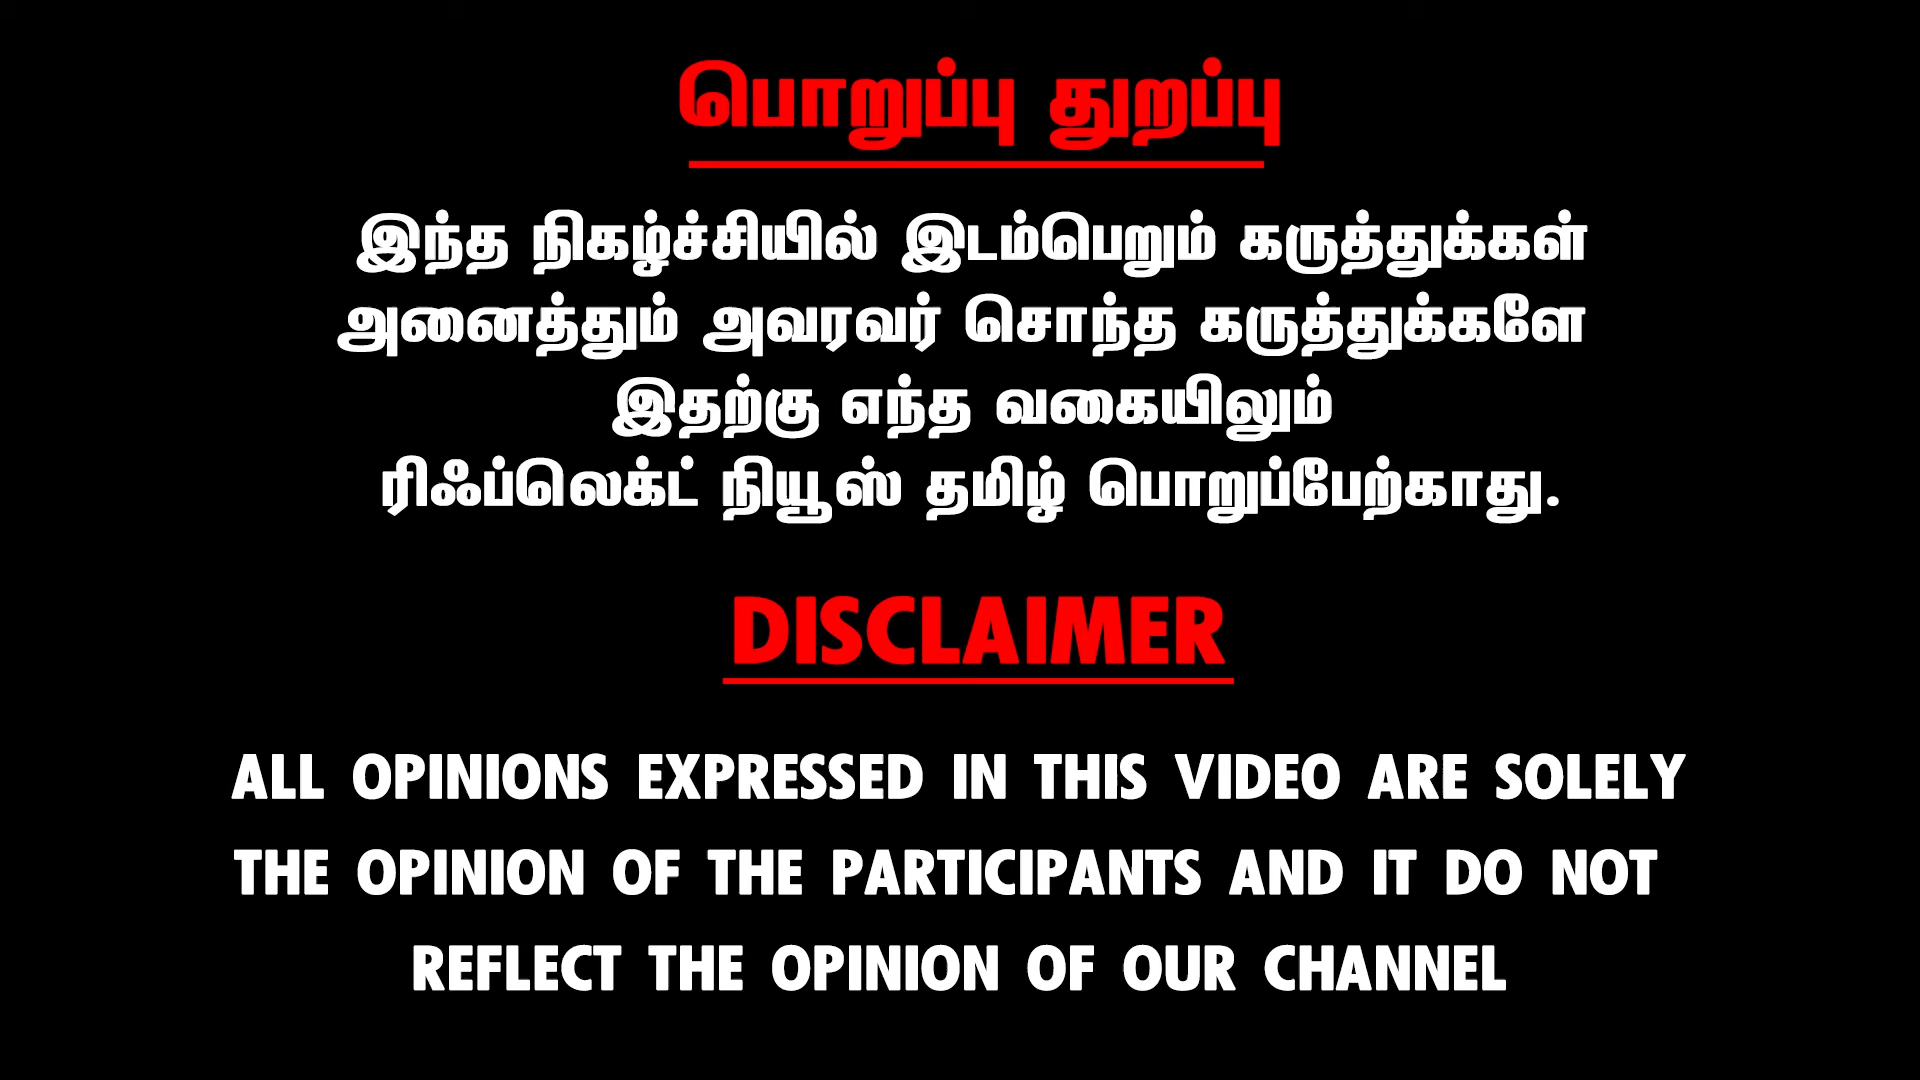 பொறுப்பு துறப்பு
இந்த நிகழ்ச்சியில் இடம்பெறும் கருத்துக்கள்
அனைத்தும் அவரவர் சொந்த கருத்துக்களே
இதற்கு எந்த வகையிலும்
ரிஃப்லெக்ட் நியூஸ் தமிழ் பொறுப்பேற்காது.
DISCLAIMER
ALL OPINIONS EXPRESSED IN THIS VIDEO ARE SOLELY
THE OPINION OF THE PARTICIPANTS AND IT DO NOT
REFLECT THE OPINION OF OUR CHANNEL